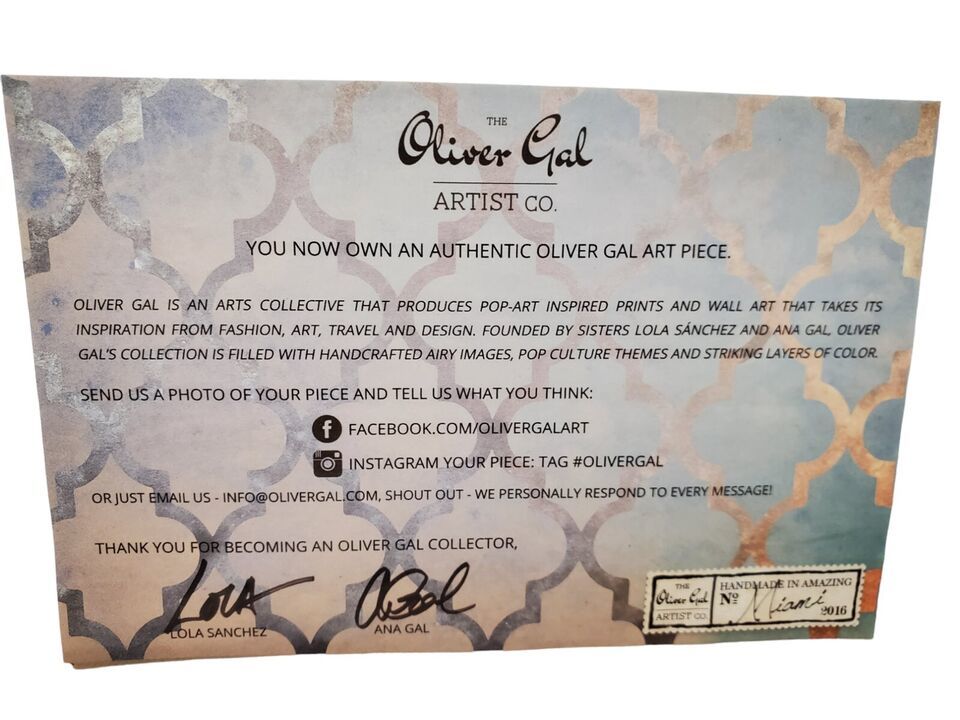 THE
Oliver Gal
ARTIST CO.
YOU NOW OWN AN AUTHENTIC OLIVER GAL ART PIECE.
OLIVER GAL IS AN ARTS COLLECTIVE THAT PRODUCES POP-ART INSPIRED PRINTS AND WALL ART THAT TAKES ITS
INSPIRATION FROM FASHION, ART, TRAVEL AND DESIGN. FOUNDED BY SISTERS LOLA SÁNCHEZ AND ANA GAL, OLIVER
GAL'S COLLECTION IS FILLED WITH HANDCRAFTED AIRY IMAGES, POP CULTURE THEMES AND STRIKING LAYERS OF COLOR.
SEND US A PHOTO OF YOUR PIECE AND TELL US WHAT YOU THINK:
FACEBOOK.COM/OLIVERGALART
INSTAGRAM YOUR PIECE: TAG #OLIVERGAL
OR JUST EMAIL US - INFO@OLIVERGAL.COM, SHOUT OUT - WE PERSONALLY RESPOND TO EVERY MESSAGE!
THANK YOU FOR BECOMING AN OLIVER GAL COLLECTOR,
LOLA
LOLA SANCHEZ
ANA GAL
THE
Oliver Gal
ARTIST CO.
HANDMADE IN AMAZING
Nº Miami 2016